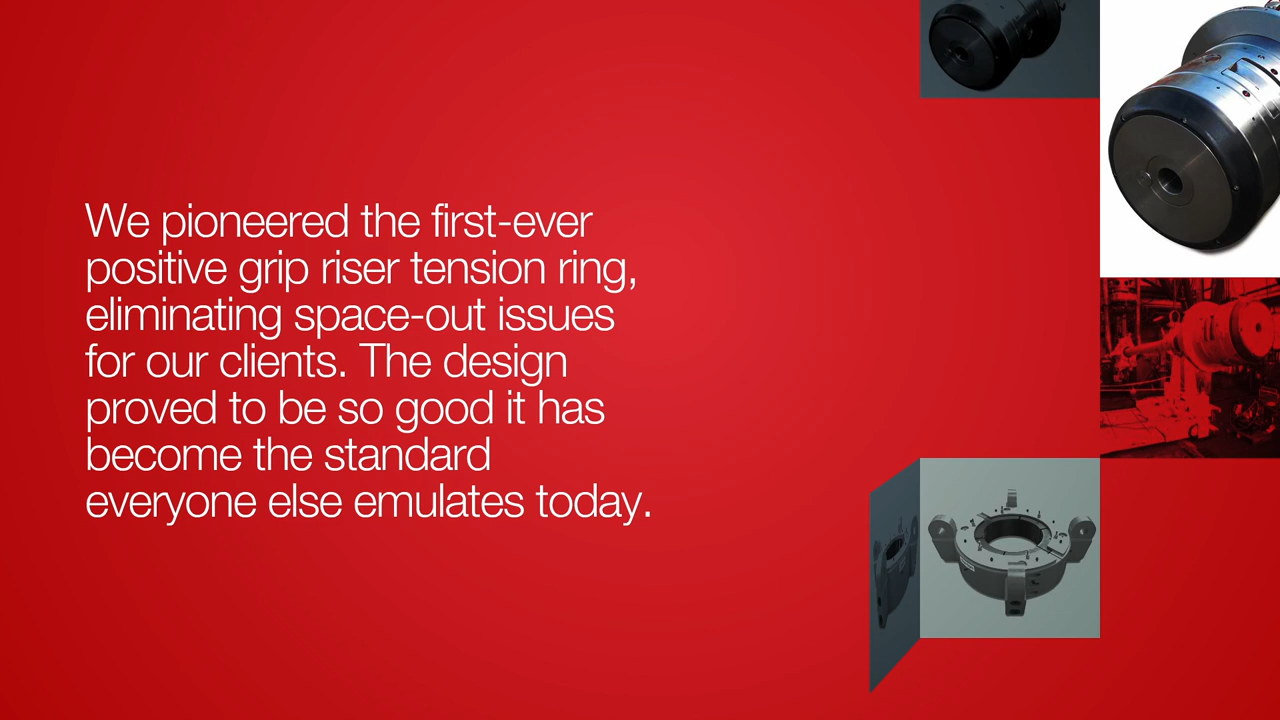 We pioneered the first-ever
positive grip riser tension ring,
eliminating space-out issues
for our clients. The design
proved to be so good it has
become the standard
everyone else emulates today.